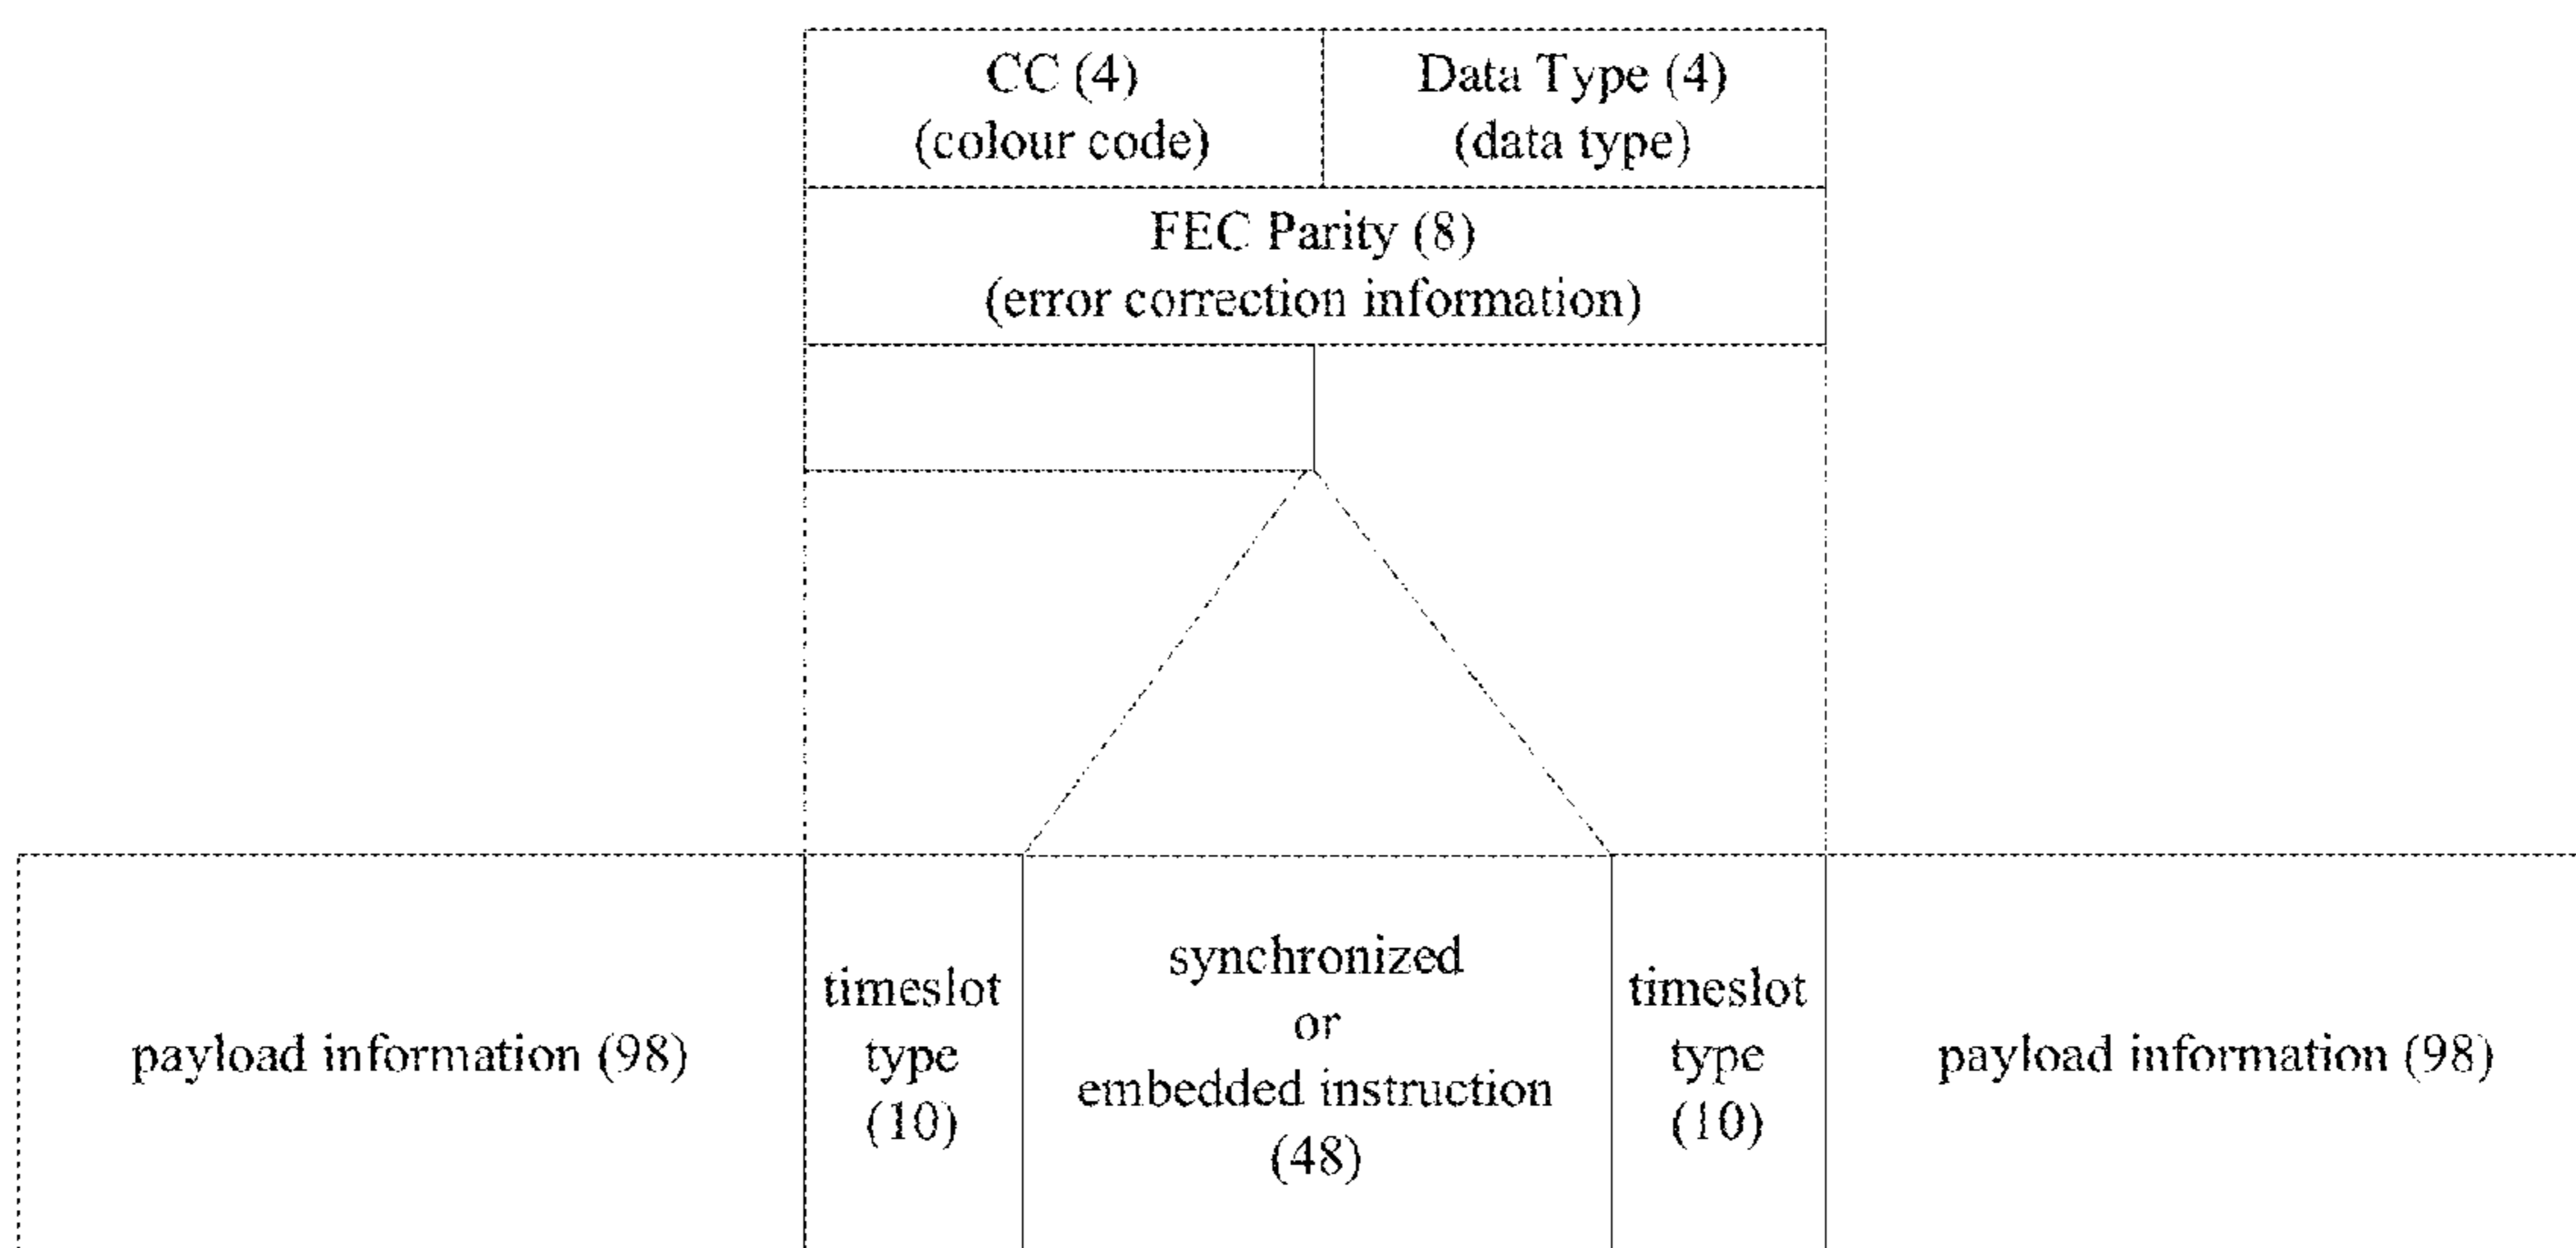 CC (4)
(colour code)
Data Type (4)
(data type)
FEC Parity (8)
(error correction information)
payload information (98)
timeslot
type
(10)
synchronized
or
embedded instruction
(48)
timeslot
type
(10)
payload information (98)